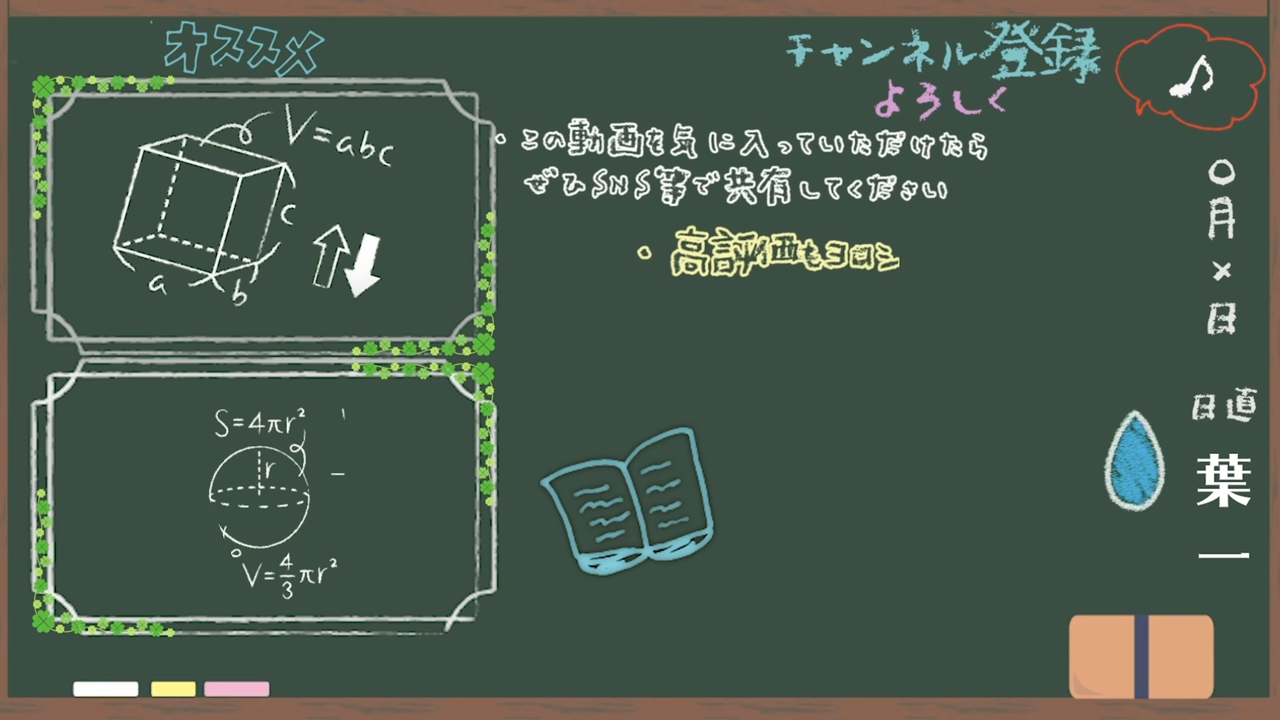 オススメ
V=abc
c
a
b
S=4πr²
r
V=4/3πr²
チャンネル登録
よろしく
・この動画を気に入っていただけたら
ぜひSNS等で共有してください
・高評価もヨロシ
♪
〇月×日
日直
葉一